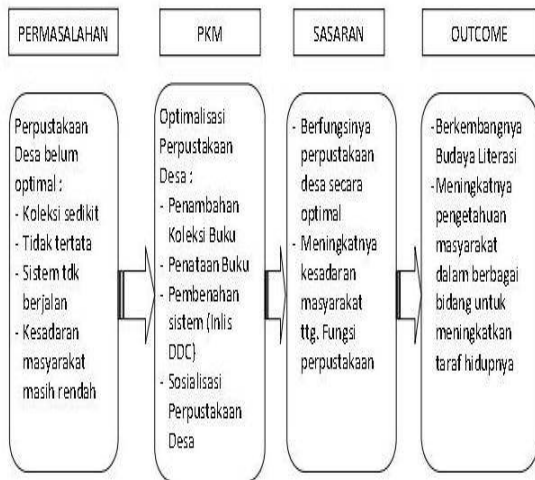 PERMASALAHAN
PKM
SASARAN
OUTCOME
Perpustakaan
Desa belum
optimal :
- Koleksi sedikit
- Tidak tertata
- Sistem tdk
berjalan
- Kesadaran
masyarakat
masih rendah
Optimalisasi
Perpustakaan
Desa :
- Penambahan
Koleksi Buku
- Penataan Buku
- Pembenahan
sistem (Inlis
DDC)
- Sosialisasi
Perpustakaan
Desa
- Berfungsinya
perpustakaan
desa secara
optimal
- Meningkatnya
kesadaran
masyarakat
ttg. Fungsi
perpustakaan
-Berkembangnya
Budaya Literasi
-Meningkatnya
pengetahuan
masyarakat
dalam berbagai
bidang untuk
meningkatkan
taraf hidupnya